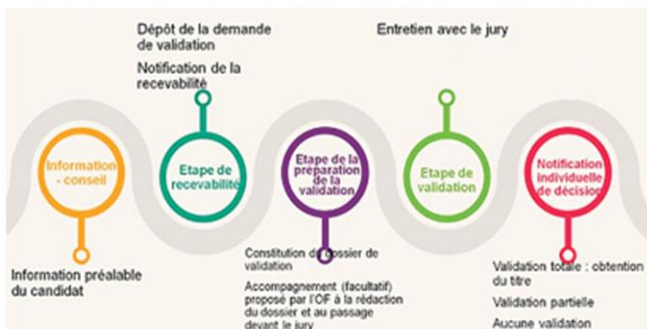 Dépôt de la demande
de validation
Notification de la
recevabilité
Entretien avec le jury
Information
- conseil
Etape de
recevabilité
Etape de la
préparation
de la
validation
Etape de
validation
Notification
individuelle
de décision
Information préalable
du candidat
Constitution du dossier de
validation
Accompagnement (facultatif)
proposé par l'OF à la rédaction
du dossier et au passage
devant le jury
Validation totale : obtention
du titre
Validation partielle
Aucune validation